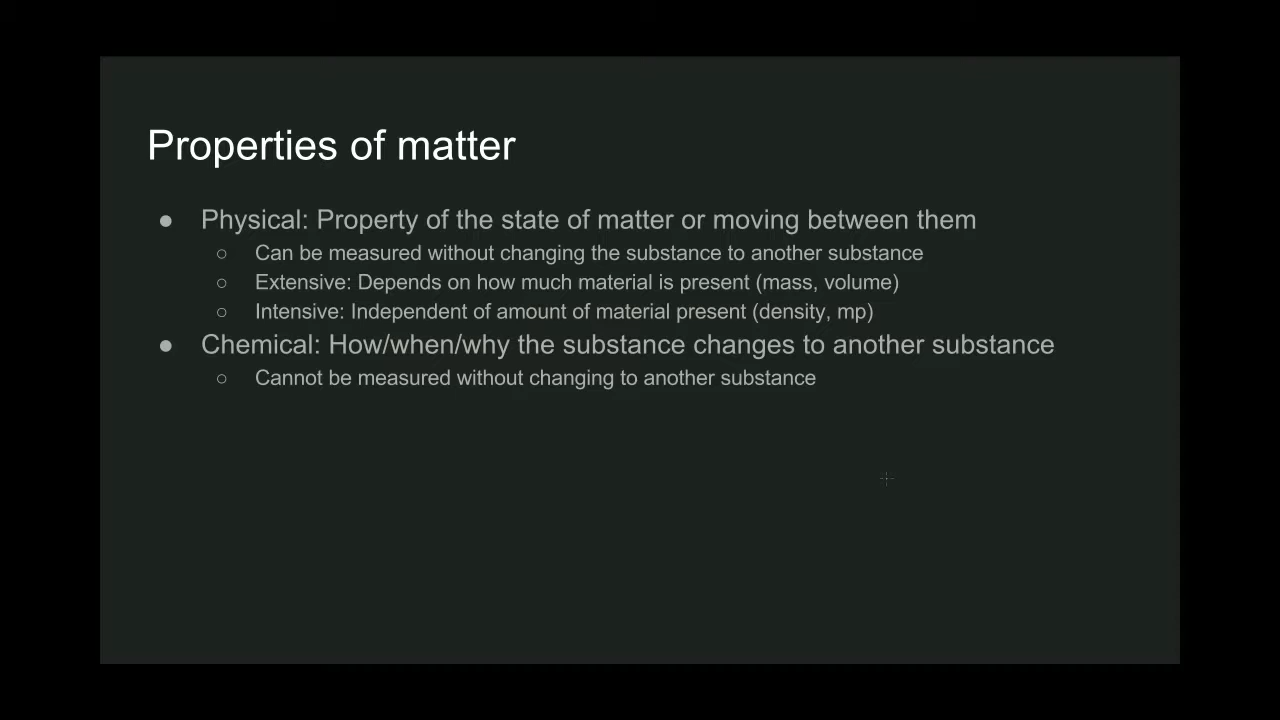 Properties of matter
● Physical: Property of the state of matter or moving between them
○ Can be measured without changing the substance to another substance
○ Extensive: Depends on how much material is present (mass, volume)
○ Intensive: Independent of amount of material present (density, mp)
● Chemical: How/when/why the substance changes to another substance
○ Cannot be measured without changing to another substance